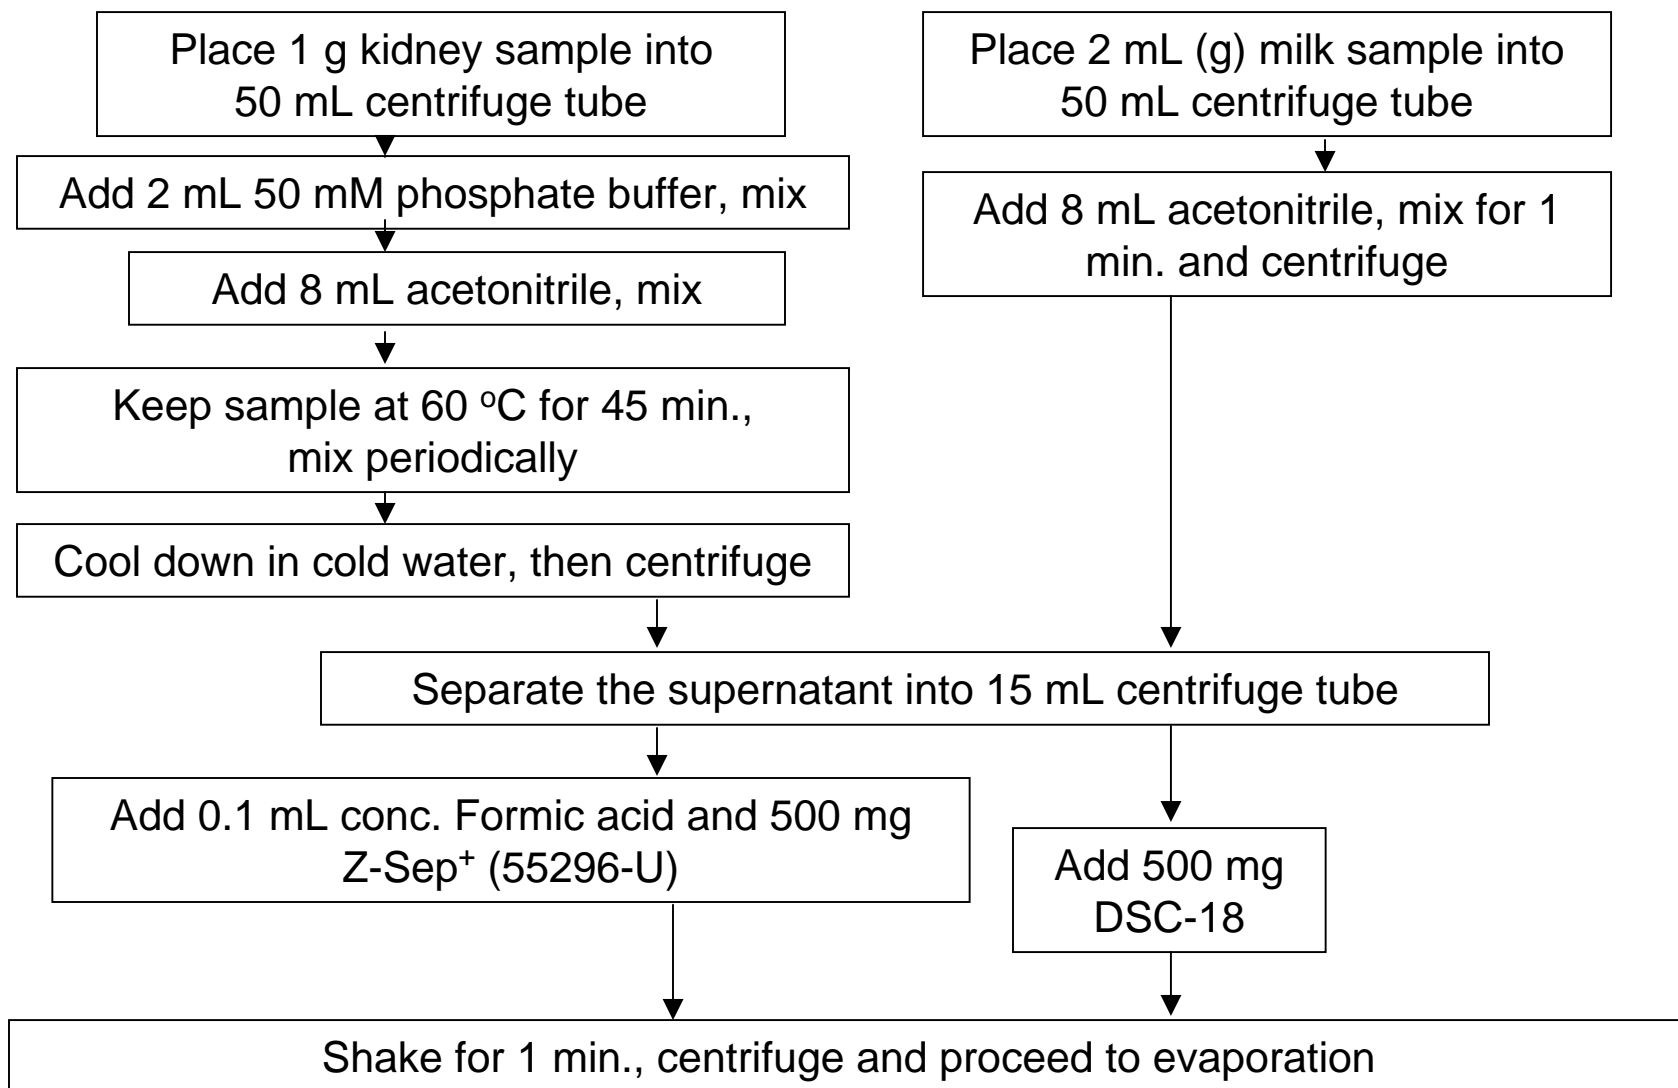 Place 1 g kidney sample into
50 mL centrifuge tube
Add 2 mL 50 mM phosphate buffer, mix
Add 8 mL acetonitrile, mix
Keep sample at 60 ºC for 45 min.,
mix periodically
Cool down in cold water, then centrifuge
Place 2 mL (g) milk sample into
50 mL centrifuge tube
Add 8 mL acetonitrile, mix for 1
min. and centrifuge
Separate the supernatant into 15 mL centrifuge tube
Add 0.1 mL conc. Formic acid and 500 mg
Z-Sep⁺ (55296-U)
Add 500 mg
DSC-18
Shake for 1 min., centrifuge and proceed to evaporation